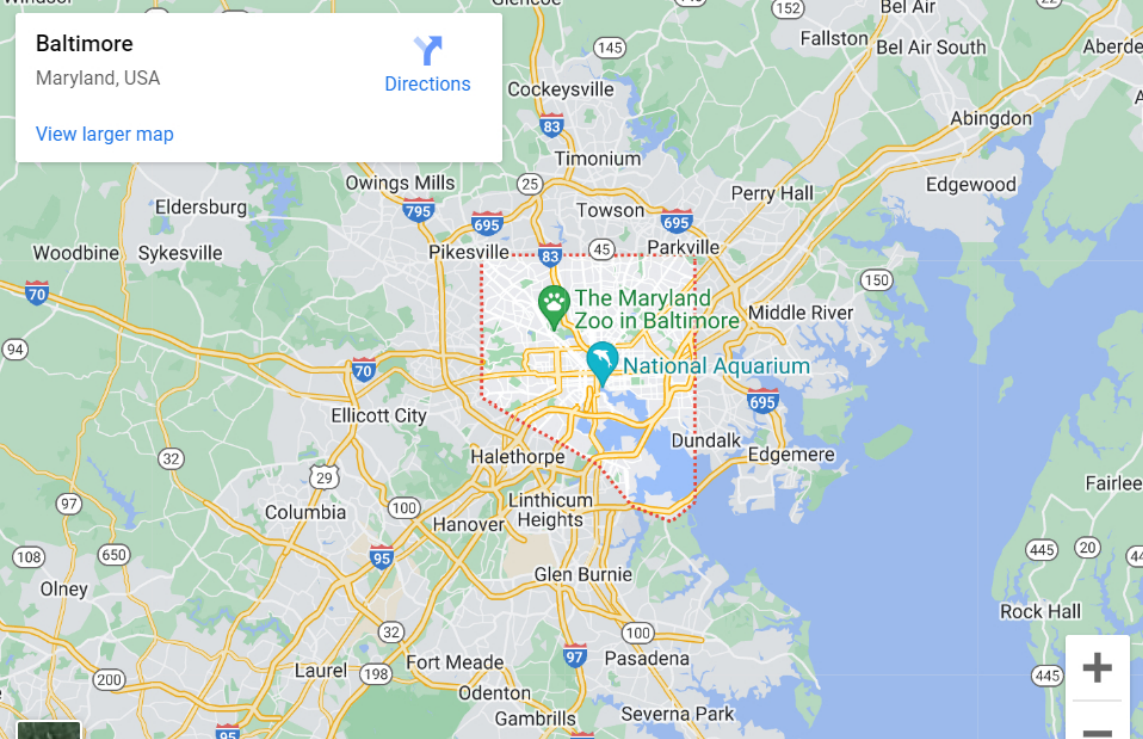 Glencoe
152
Bel Air
22
Baltimore
Maryland, USA
Directions
View larger map
145
Fallston
Bel Air South
Cockeysville
83
Abingdon
Timonium
Owings Mills
25
Edgewood
Perry Hall
Eldersburg
795
695
Towson
695
Woodbine
Sykesville
Pikesville
83
45
Parkville
70
150
The Maryland
Zoo in Baltimore
Middle River
94
70
National Aquarium
695
Ellicott City
Dundalk
Halethorpe
Edgemere
32
29
Fairlee
97
Columbia
100
Linthicum
Heights
Hanover
108
650
95
445
20
44
Olney
Glen Burnie
Rock Hall
32
100
Laurel
198
Fort Meade
97
Pasadena
445
200
Odenton
Gambrills
Severna Park
95